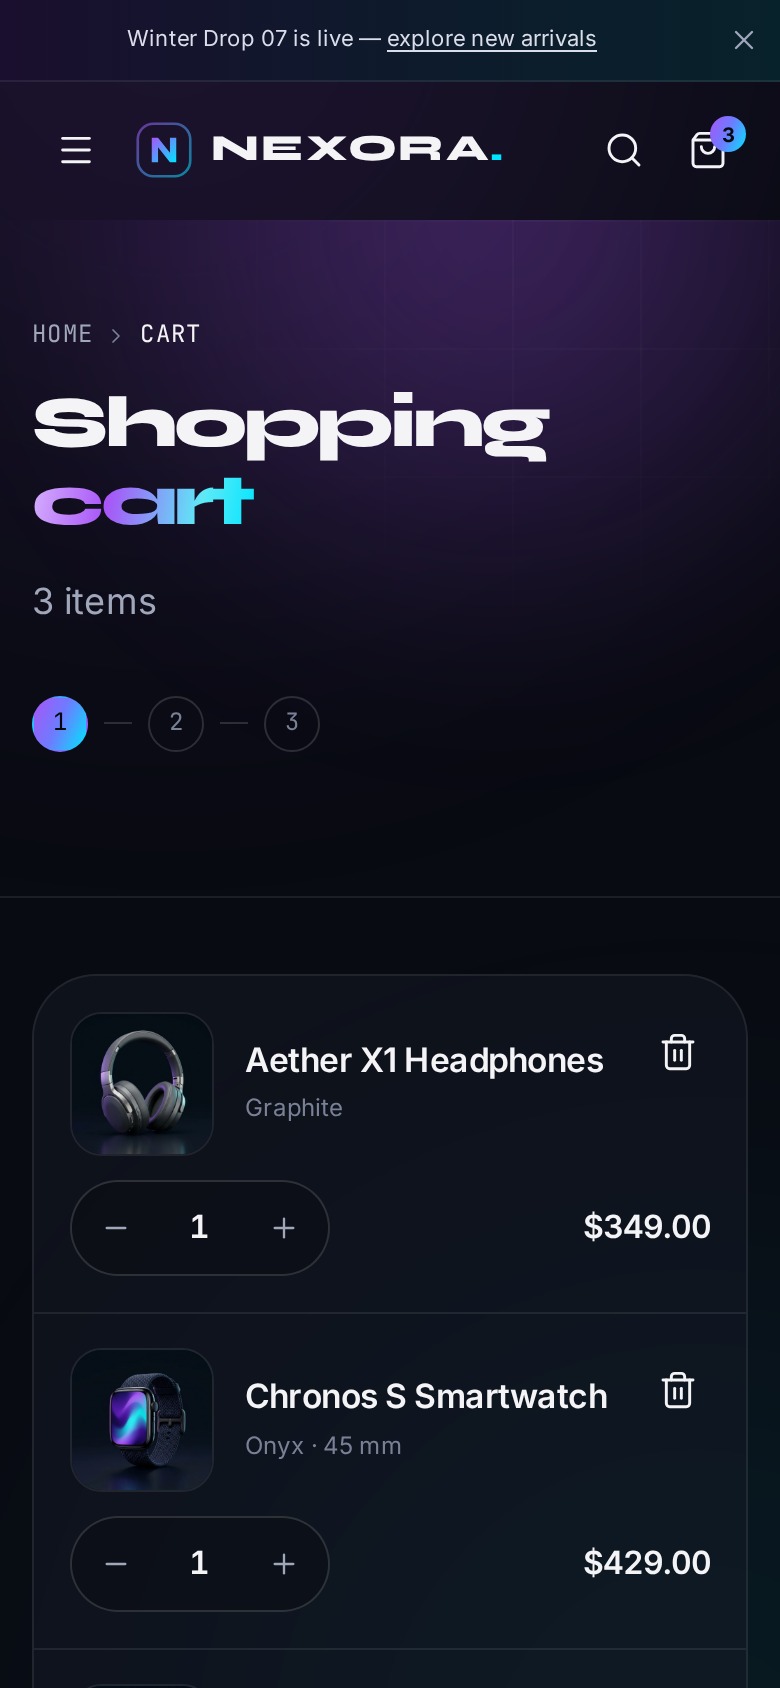 Winter Drop 07 is live — explore new arrivals
N NEXORA.
3
HOME > CART
Shopping
cart
3 items
1 — 2 — 3
Aether X1 Headphones
Graphite
− 1 + $349.00
Chronos S Smartwatch
Onyx · 45 mm
− 1 + $429.00